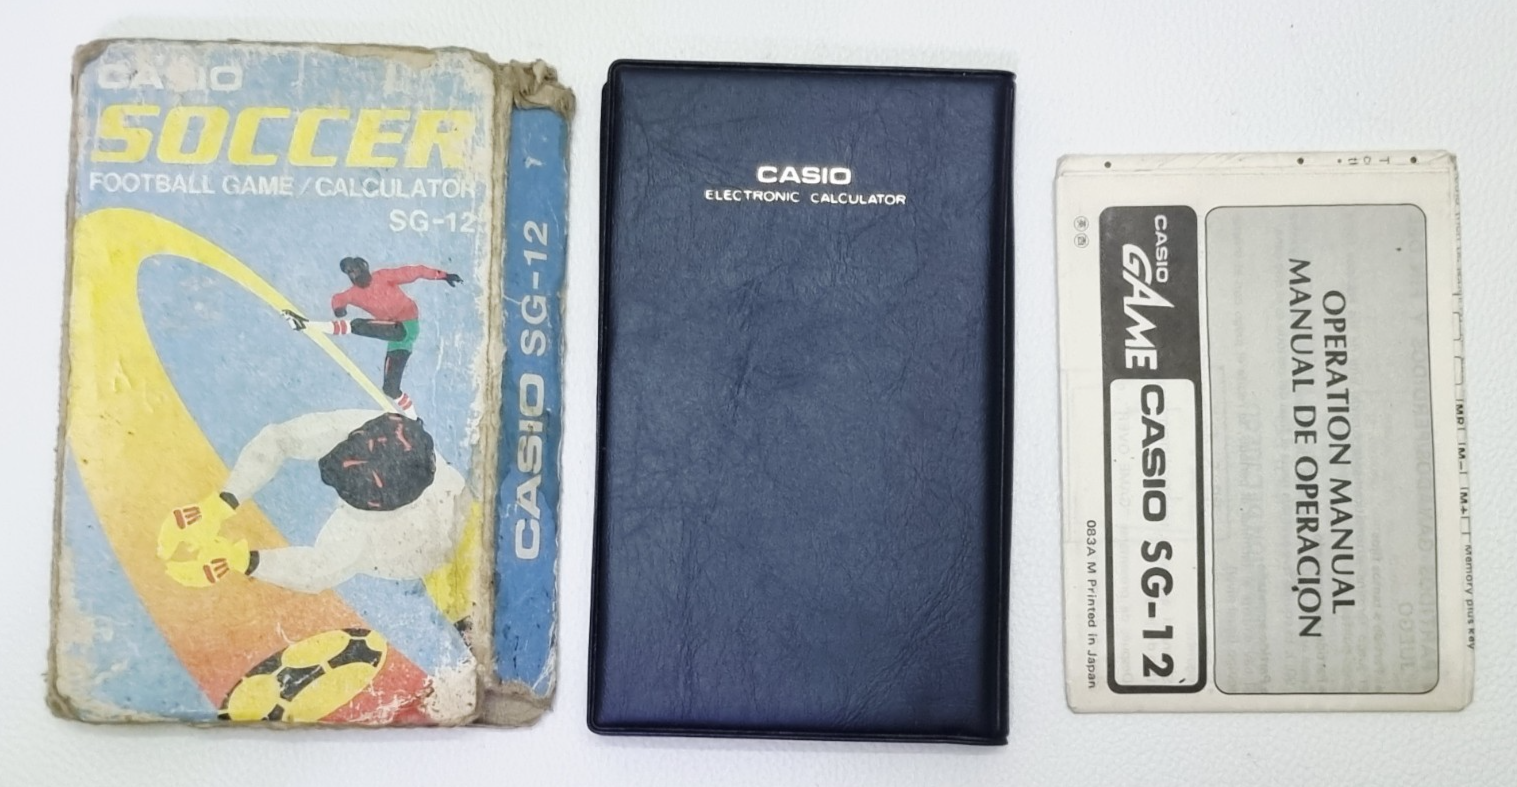 CASIO
SOCCER
FOOTBALL GAME/CALCULATOR
SG-12
CASIO SG-12
CASIO
ELECTRONIC CALCULATOR
CASIO
GAME
CASIO SG-12
OPERATION MANUAL
MANUAL DE OPERACION
083A M Printed in Japan
MR
M−
M+
Memory plus key